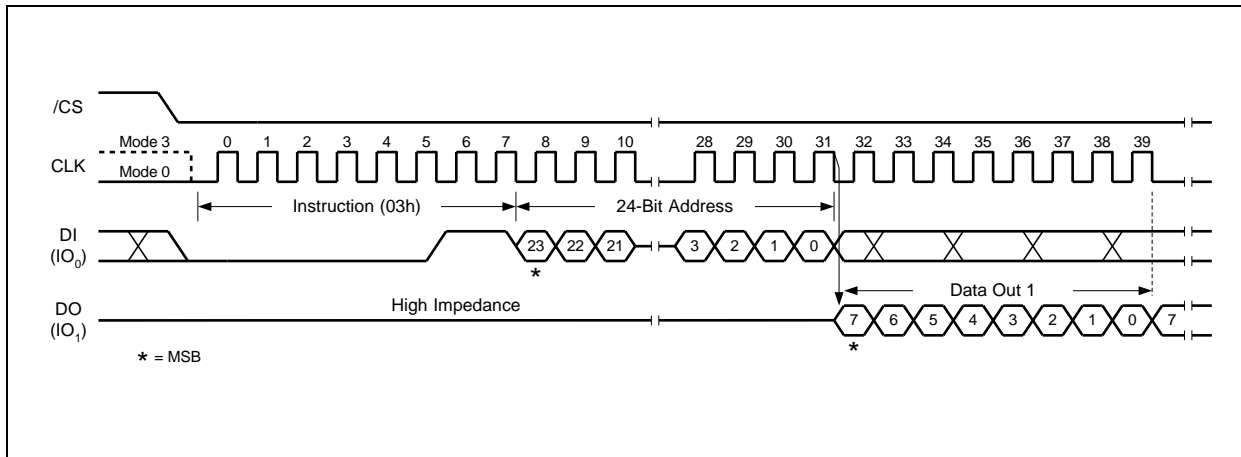 /CS
Mode 3 0 1 2 3 4 5 6 7 8 9 10 28 29 30 31 32 33 34 35 36 37 38 39
CLK Mode 0
Instruction (03h) 24-Bit Address
DI
(IO0) 23 22 21 3 2 1 0
*
High Impedance Data Out 1
DO
(IO1) 7 6 5 4 3 2 1 0 7
*
* = MSB